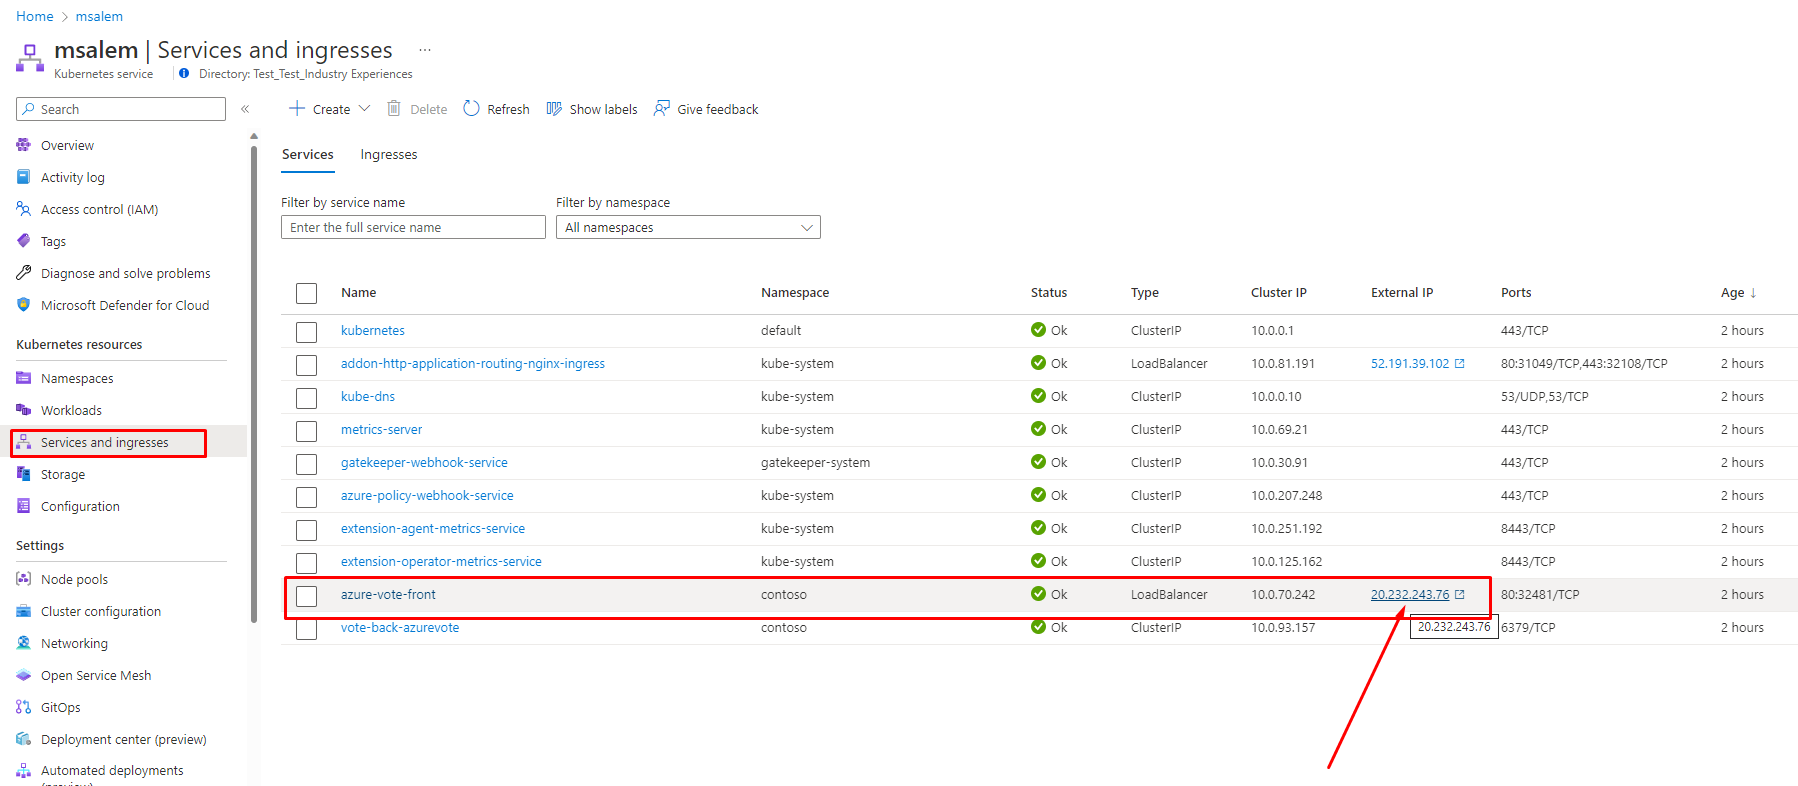 Home > msalem
msalem | Services and ingresses ...
Kubernetes service Directory: Test_Test_Industry Experiences
Search «
Create Delete Refresh Show labels Give feedback
Overview
Activity log
Access control (IAM)
Tags
Diagnose and solve problems
Microsoft Defender for Cloud
Kubernetes resources
Namespaces
Workloads
Services and ingresses
Storage
Configuration
Settings
Node pools
Cluster configuration
Networking
Open Service Mesh
GitOps
Deployment center (preview)
Automated deployments
(preview)
Services Ingresses
Filter by service name Filter by namespace
Enter the full service name All namespaces
Name Namespace Status Type Cluster IP External IP Ports Age ↓
kubernetes default Ok ClusterIP 10.0.0.1 443/TCP 2 hours
addon-http-application-routing-nginx-ingress kube-system Ok LoadBalancer 10.0.81.191 52.191.39.102 80:31049/TCP,443:32108/TCP 2 hours
kube-dns kube-system Ok ClusterIP 10.0.0.10 53/UDP,53/TCP 2 hours
metrics-server kube-system Ok ClusterIP 10.0.69.21 443/TCP 2 hours
gatekeeper-webhook-service gatekeeper-system Ok ClusterIP 10.0.30.91 443/TCP 2 hours
azure-policy-webhook-service kube-system Ok ClusterIP 10.0.207.248 443/TCP 2 hours
extension-agent-metrics-service kube-system Ok ClusterIP 10.0.251.192 8443/TCP 2 hours
extension-operator-metrics-service kube-system Ok ClusterIP 10.0.125.162 8443/TCP 2 hours
azure-vote-front contoso Ok LoadBalancer 10.0.70.242 20.232.243.76 80:32481/TCP 2 hours
vote-back-azurevote contoso Ok ClusterIP 10.0.93.157 20.232.243.76 6379/TCP 2 hours